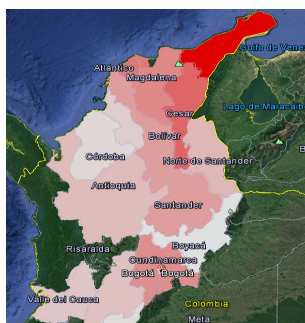 Golfo de Vene
Atlántico
Magdalena
Lago de Maracaib
Cesar
Bolívar
Córdoba
Norte de Santander
B
Antioquia
Santander
Boyacá
Risaralda
Cundinamarca
Bogotá Bogotá
Valle del Cauca
Colombia
Meta